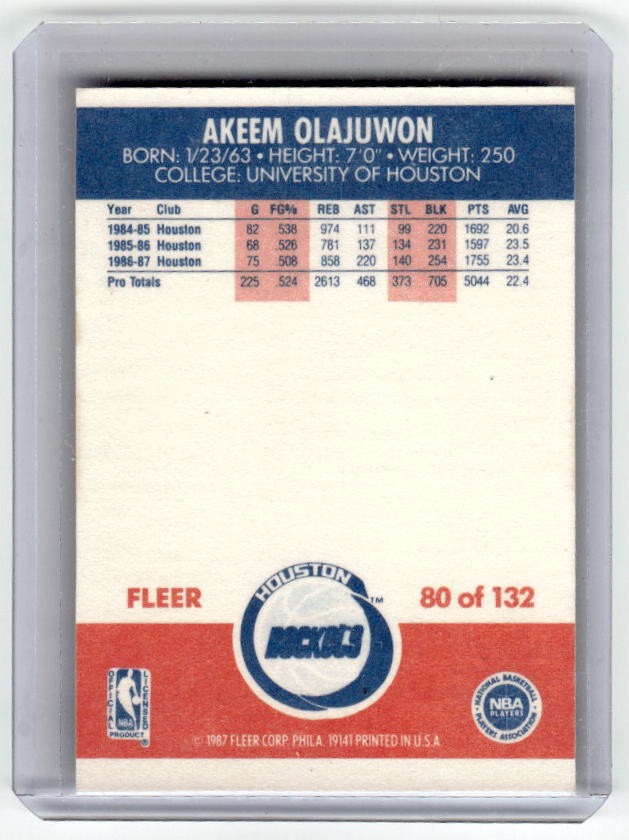 AKEEM OLAJUWON
BORN: 1/23/63 • HEIGHT: 7'0" • WEIGHT: 250
COLLEGE: UNIVERSITY OF HOUSTON
Year Club G FG% REB AST STL BLK PTS AVG
1984-85 Houston 82 .538 974 111 99 220 1692 20.6
1985-86 Houston 68 .526 781 137 134 231 1597 23.5
1986-87 Houston 75 .508 858 220 140 254 1755 23.4
Pro Totals 225 .524 2613 468 373 705 5044 22.4
HOUSTON
ROCKETS
TM
FLEER
80 of 132
OFFICIAL LICENSED
NBA
PRODUCT
®
NATIONAL BASKETBALL
NBA
PLAYERS
PLAYERS ASSOCIATION
© 1987 FLEER CORP. PHILA. 19141 PRINTED IN U.S.A